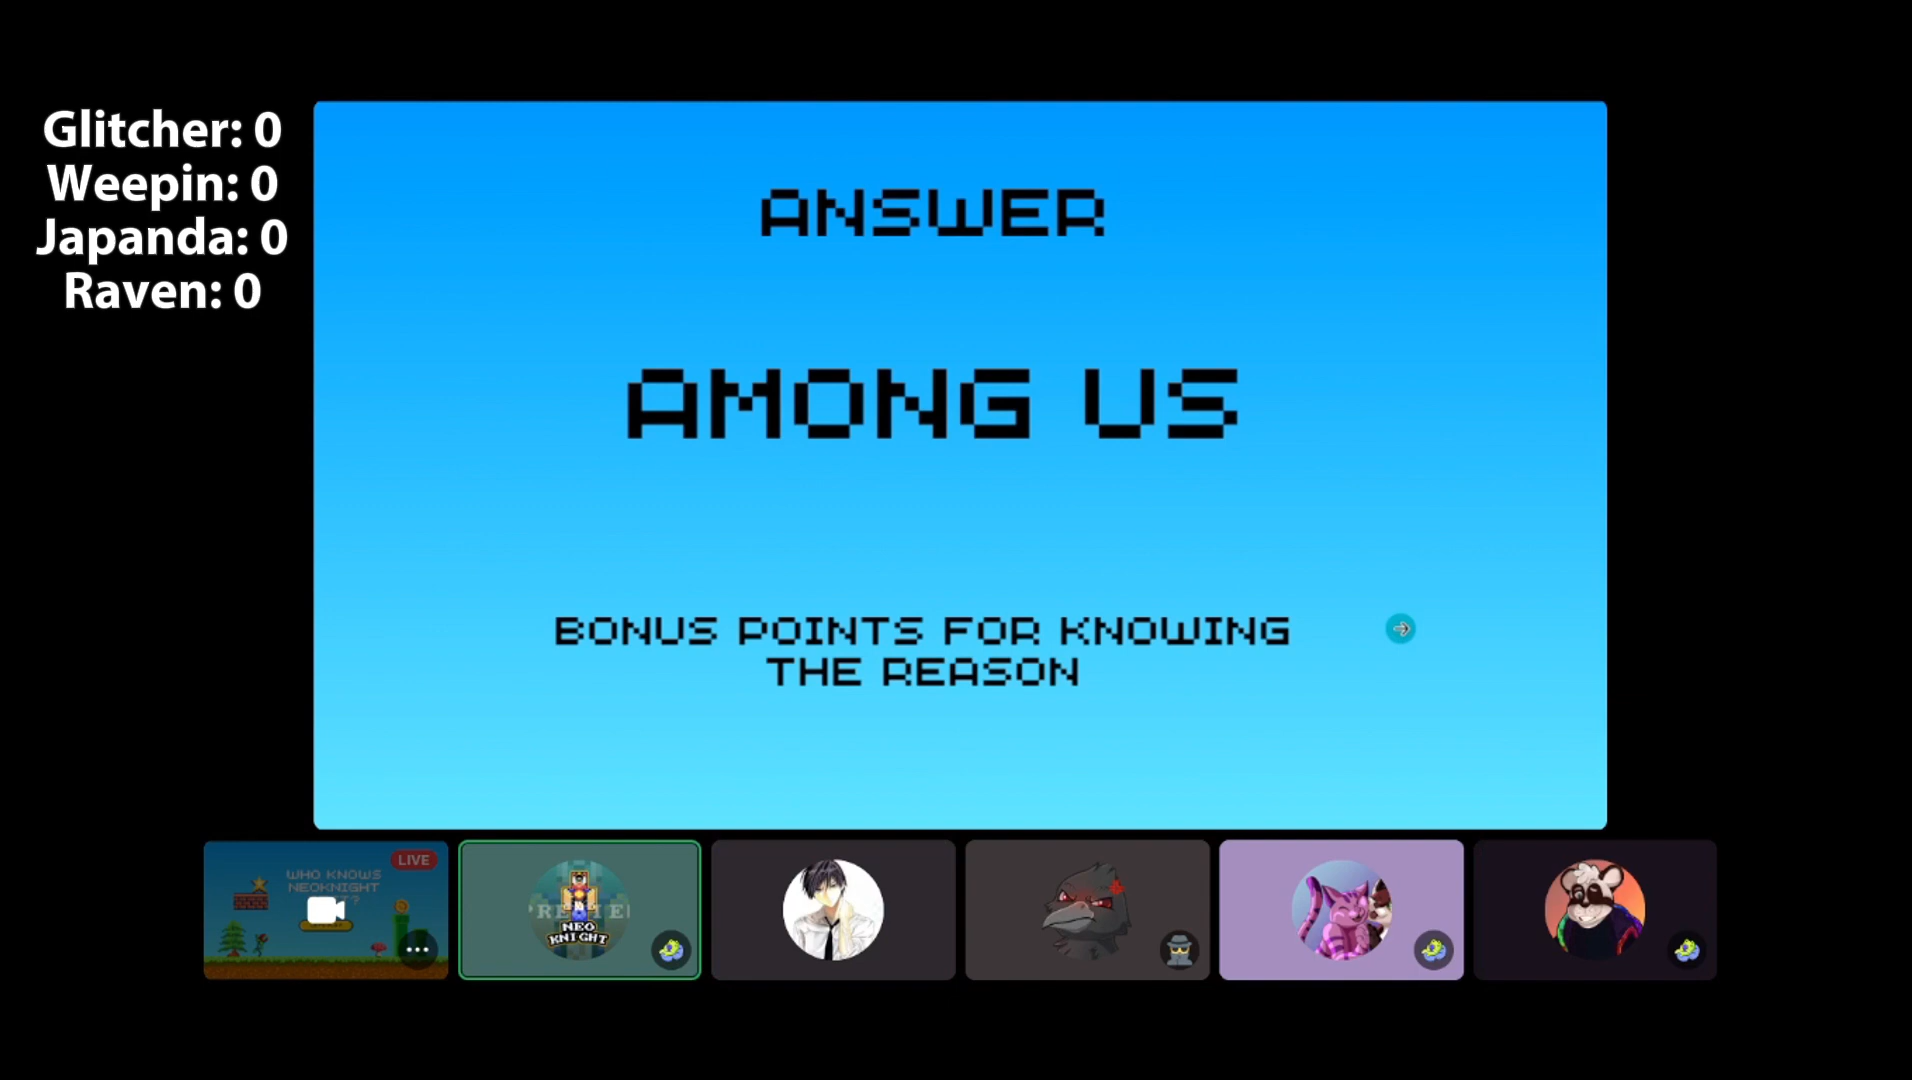 Glitcher: 0
Weepin: 0
Japanda: 0
Raven: 0
ANSWER
AMONG US
BONUS POINTS FOR KNOWING
THE REASON
LIVE
WHO KNOWS
NEOKNIGHT
NEO
KNIGHT